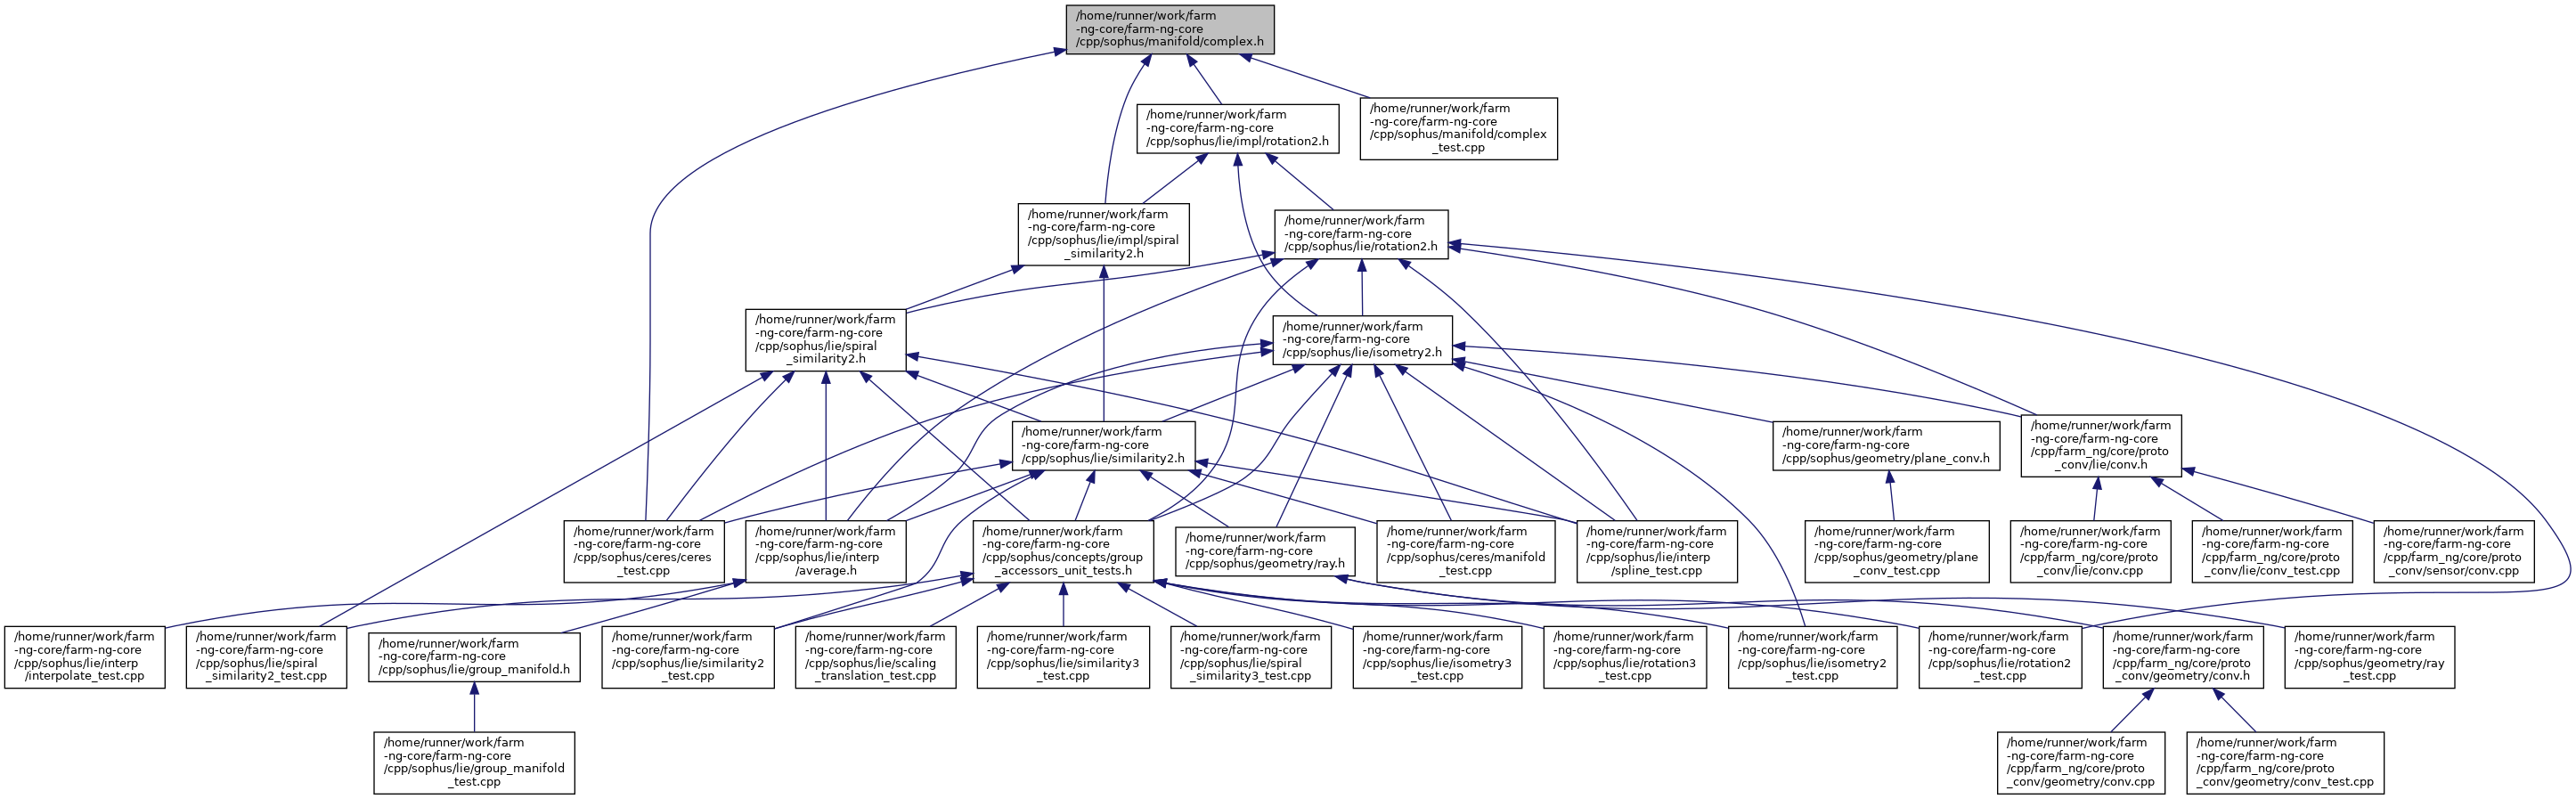 /home/runner/work/farm
-ng-core/farm-ng-core
/cpp/sophus/manifold/complex.h
/home/runner/work/farm
-ng-core/farm-ng-core
/cpp/sophus/lie/impl/rotation2.h
/home/runner/work/farm
-ng-core/farm-ng-core
/cpp/sophus/manifold/complex
_test.cpp
/home/runner/work/farm
-ng-core/farm-ng-core
/cpp/sophus/lie/impl/spiral
_similarity2.h
/home/runner/work/farm
-ng-core/farm-ng-core
/cpp/sophus/lie/rotation2.h
/home/runner/work/farm
-ng-core/farm-ng-core
/cpp/sophus/lie/spiral
_similarity2.h
/home/runner/work/farm
-ng-core/farm-ng-core
/cpp/sophus/lie/isometry2.h
/home/runner/work/farm
-ng-core/farm-ng-core
/cpp/sophus/lie/similarity2.h
/home/runner/work/farm
-ng-core/farm-ng-core
/cpp/sophus/geometry/plane_conv.h
/home/runner/work/farm
-ng-core/farm-ng-core
/cpp/farm_ng/core/proto
_conv/lie/conv.h
/home/runner/work/farm
-ng-core/farm-ng-core
/cpp/sophus/ceres/ceres
_test.cpp
/home/runner/work/farm
-ng-core/farm-ng-core
/cpp/sophus/lie/interp
/average.h
/home/runner/work/farm
-ng-core/farm-ng-core
/cpp/sophus/concepts/group
_accessors_unit_tests.h
/home/runner/work/farm
-ng-core/farm-ng-core
/cpp/sophus/geometry/ray.h
/home/runner/work/farm
-ng-core/farm-ng-core
/cpp/sophus/ceres/manifold
_test.cpp
/home/runner/work/farm
-ng-core/farm-ng-core
/cpp/sophus/lie/interp
/spline_test.cpp
/home/runner/work/farm
-ng-core/farm-ng-core
/cpp/sophus/geometry/plane
_conv_test.cpp
/home/runner/work/farm
-ng-core/farm-ng-core
/cpp/farm_ng/core/proto
_conv/lie/conv.cpp
/home/runner/work/farm
-ng-core/farm-ng-core
/cpp/farm_ng/core/proto
_conv/lie/conv_test.cpp
/home/runner/work/farm
-ng-core/farm-ng-core
/cpp/farm_ng/core/proto
_conv/sensor/conv.cpp
/home/runner/work/farm
-ng-core/farm-ng-core
/cpp/sophus/lie/interp
/interpolate_test.cpp
/home/runner/work/farm
-ng-core/farm-ng-core
/cpp/sophus/lie/spiral
_similarity2_test.cpp
/home/runner/work/farm
-ng-core/farm-ng-core
/cpp/sophus/lie/group_manifold.h
/home/runner/work/farm
-ng-core/farm-ng-core
/cpp/sophus/lie/similarity2
_test.cpp
/home/runner/work/farm
-ng-core/farm-ng-core
/cpp/sophus/lie/scaling
_translation_test.cpp
/home/runner/work/farm
-ng-core/farm-ng-core
/cpp/sophus/lie/similarity3
_test.cpp
/home/runner/work/farm
-ng-core/farm-ng-core
/cpp/sophus/lie/spiral
_similarity3_test.cpp
/home/runner/work/farm
-ng-core/farm-ng-core
/cpp/sophus/lie/isometry3
_test.cpp
/home/runner/work/farm
-ng-core/farm-ng-core
/cpp/sophus/lie/rotation3
_test.cpp
/home/runner/work/farm
-ng-core/farm-ng-core
/cpp/sophus/lie/isometry2
_test.cpp
/home/runner/work/farm
-ng-core/farm-ng-core
/cpp/sophus/lie/rotation2
_test.cpp
/home/runner/work/farm
-ng-core/farm-ng-core
/cpp/farm_ng/core/proto
_conv/geometry/conv.h
/home/runner/work/farm
-ng-core/farm-ng-core
/cpp/sophus/geometry/ray
_test.cpp
/home/runner/work/farm
-ng-core/farm-ng-core
/cpp/sophus/lie/group_manifold
_test.cpp
/home/runner/work/farm
-ng-core/farm-ng-core
/cpp/farm_ng/core/proto
_conv/geometry/conv.cpp
/home/runner/work/farm
-ng-core/farm-ng-core
/cpp/farm_ng/core/proto
_conv/geometry/conv_test.cpp